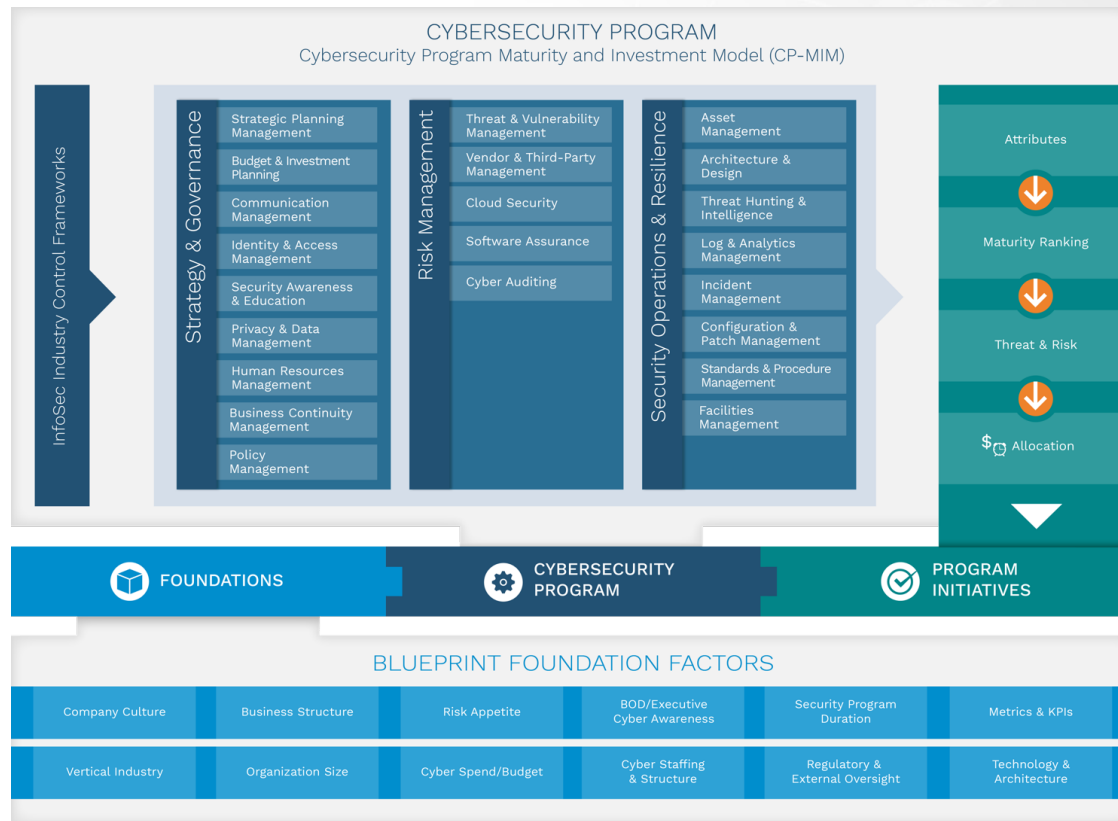 CYBERSECURITY PROGRAM
Cybersecurity Program Maturity and Investment Model (CP-MIM)
InfoSec Industry Control Frameworks
Strategy & Governance
Strategic Planning
Management
Budget & Investment
Planning
Communication
Management
Identity & Access
Management
Security Awareness
& Education
Privacy & Data
Management
Human Resources
Management
Business Continuity
Management
Policy
Management
Risk Management
Threat & Vulnerability
Management
Vendor & Third-Party
Management
Cloud Security
Software Assurance
Cyber Auditing
Security Operations & Resilience
Asset
Management
Architecture &
Design
Threat Hunting &
Intelligence
Log & Analytics
Management
Incident
Management
Configuration &
Patch Management
Standards & Procedure
Management
Facilities
Management
Attributes
Maturity Ranking
Threat & Risk
$ Allocation
FOUNDATIONS
CYBERSECURITY
PROGRAM
PROGRAM
INITIATIVES
BLUEPRINT FOUNDATION FACTORS
Company Culture
Business Structure
Risk Appetite
BOD/Executive
Cyber Awareness
Security Program
Duration
Metrics & KPIs
Vertical Industry
Organization Size
Cyber Spend/Budget
Cyber Staffing
& Structure
Regulatory &
External Oversight
Technology &
Architecture